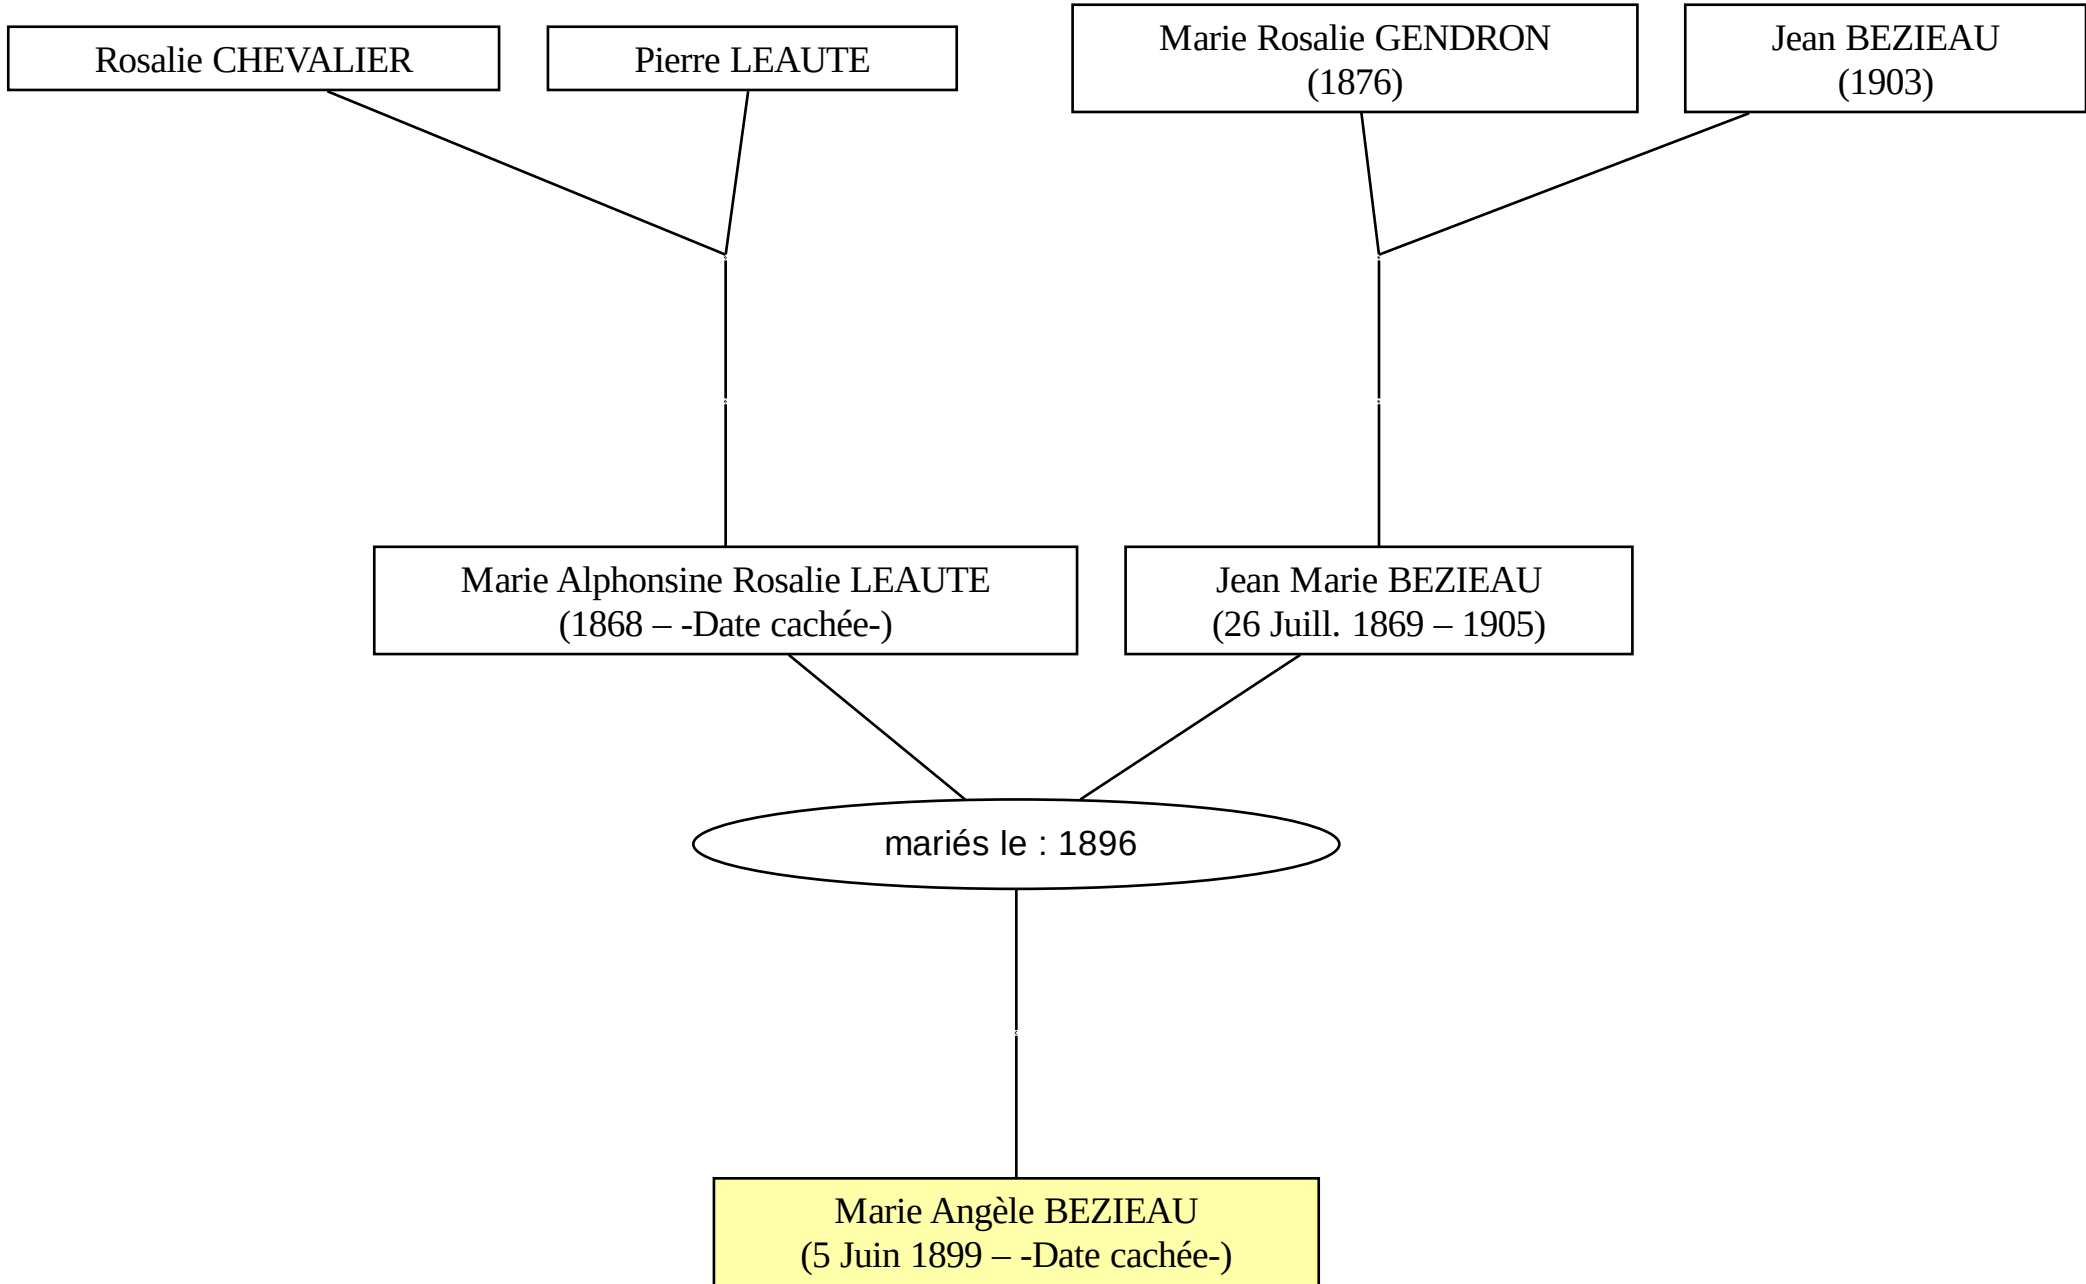 Rosalie CHEVALIER
Pierre LEAUTE
Marie Rosalie GENDRON
(1876)
Jean BEZIEAU
(1903)
Marie Alphonsine Rosalie LEAUTE
(1868 – -Date cachée-)
Jean Marie BEZIEAU
(26 Juill. 1869 – 1905)
mariés le : 1896
Marie Angèle BEZIEAU
(5 Juin 1899 – -Date cachée-)